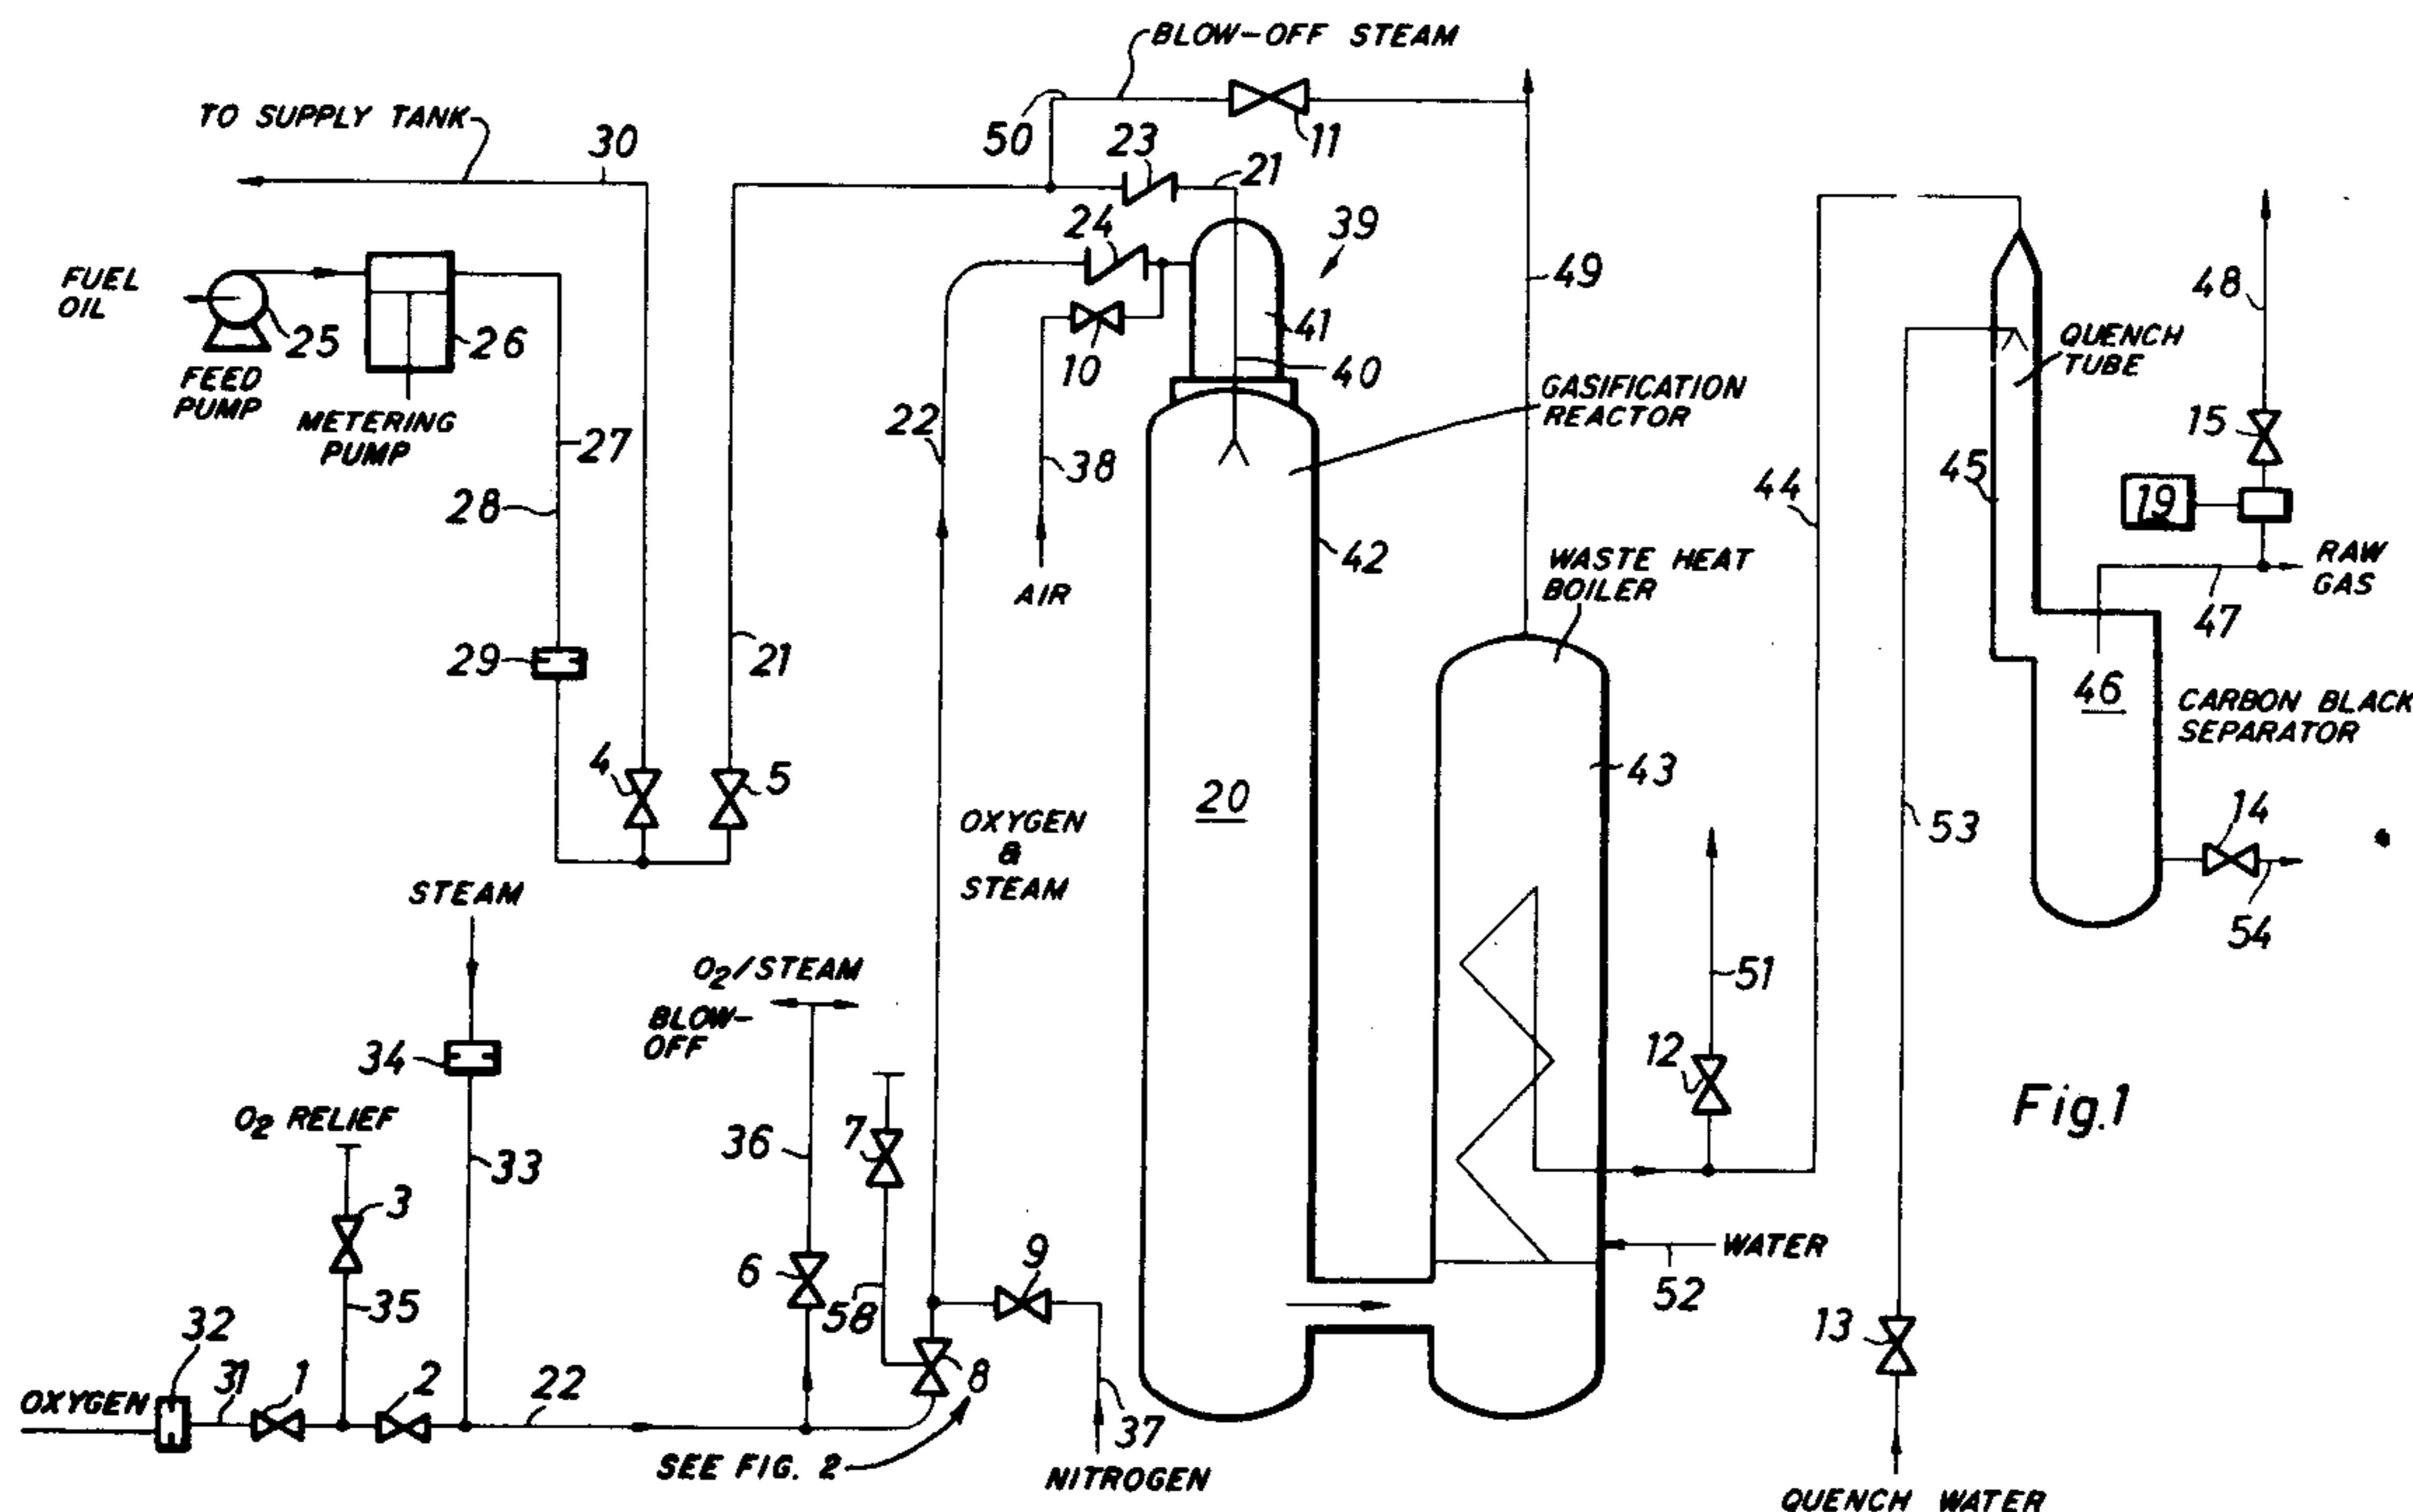 BLOW-OFF STEAM
TO SUPPLY TANK
30
50
23
11
21
24
39
FUEL
OIL
25
26
FEED
PUMP
METERING
PUMP
27
28
10
41
40
22
38
AIR
GASIFICATION
REACTOR
49
42
WASTE HEAT
BOILER
44
45
QUENCH
TUBE
48
15
19
RAW
GAS
47
46
CARBON BLACK
SEPARATOR
29
21
4
5
20
43
53
14
54
OXYGEN
&
STEAM
STEAM
34
33
O2 RELIEF
3
35
O2/STEAM
BLOW-
OFF
36
7
6
58
9
8
51
12
WATER
52
13
Fig.1
32
31
OXYGEN
1
2
22
SEE FIG. 2
37
NITROGEN
QUENCH WATER